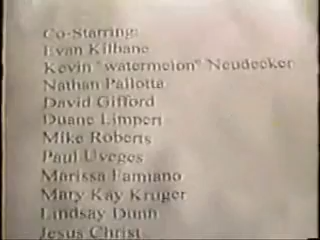 Co-Starring:
Evan Kilbane
Kevin "watermelon" Neudecker
Nathan Pallotta
David Gifford
Duane Limpert
Mike Roberts
Paul Uveges
Marissa Famiano
Mary Kay Kruger
Lindsay Dunn
Jesus Christ